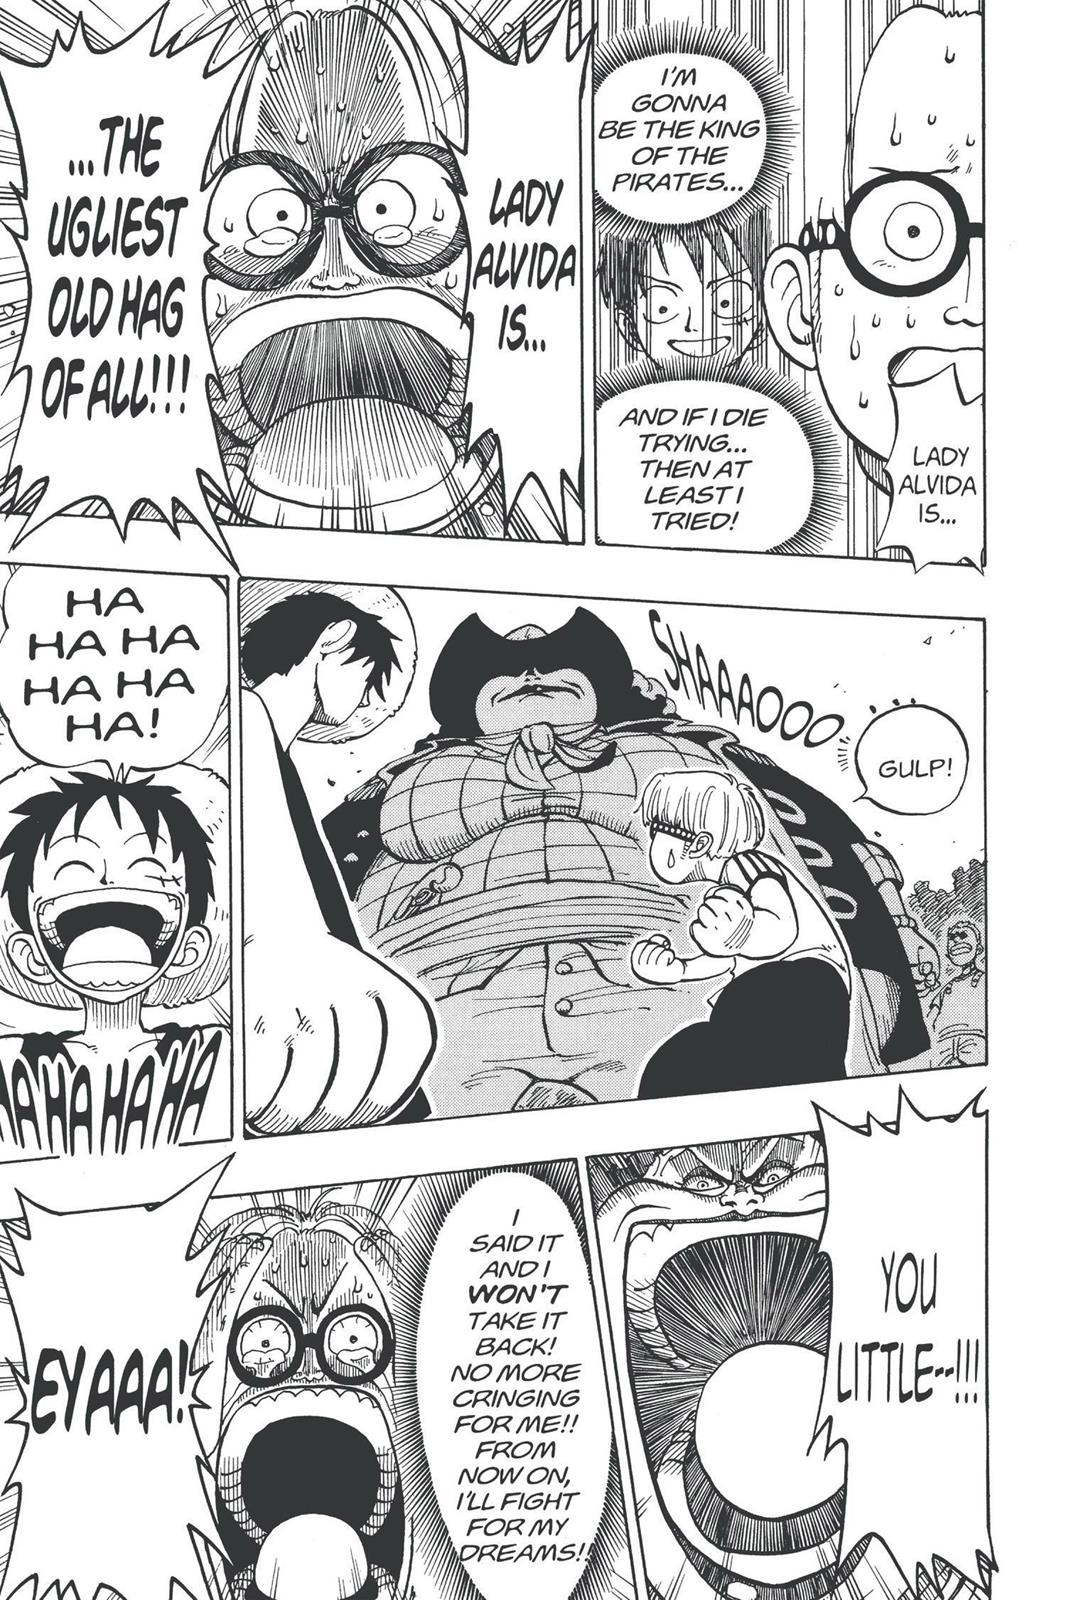 I'M
GONNA
BE THE KING
OF THE
PIRATES...
AND IF I DIE
TRYING...
THEN AT
LEAST I
TRIED!
LADY
ALVIDA
IS...
LADY
ALVIDA
IS...
...THE
UGLIEST
OLD HAG
OF ALL!!!
SHAAAOOO
OOO
GULP!
HA
HA HA
HA HA
HA!
HA HA HA HA
YOU
LITTLE--!!!
I
SAID IT
AND I
WON'T
TAKE IT
BACK!
NO MORE
CRINGING
FOR ME!!
FROM
NOW ON,
I'LL FIGHT
FOR MY
DREAMS!!
EYAAA!